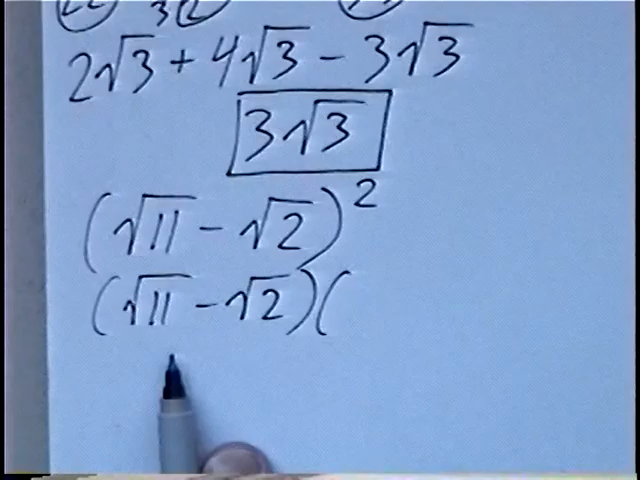 2√3 + 4√3 - 3√3
3√3
(√11 - √2)²
(√11 - √2)(